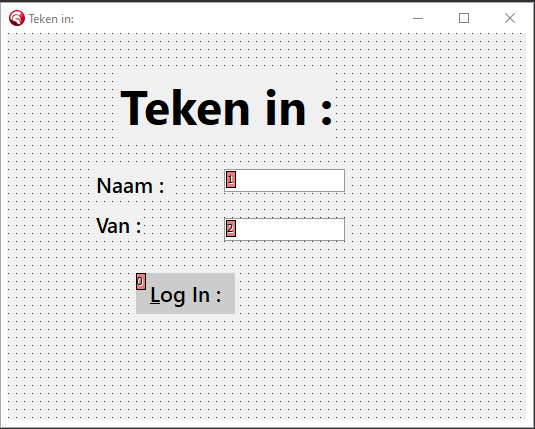 Teken in:
Teken in :
Naam :
1
Van :
2
0
Log In :